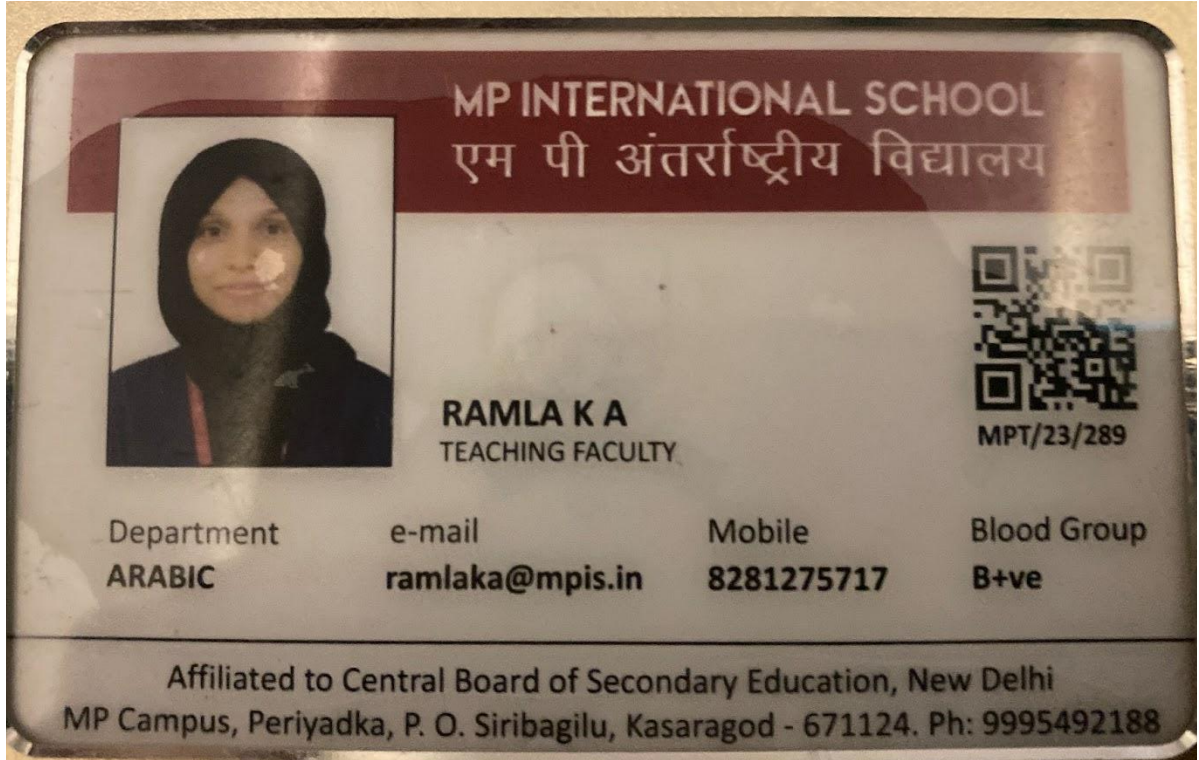 MP INTERNATIONAL SCHOOL
एम पी अंतर्राष्ट्रीय विद्यालय
RAMLA K A
TEACHING FACULTY
MPT/23/289
Department e-mail Mobile Blood Group
ARABIC ramlaka@mpis.in 8281275717 B+ve
Affiliated to Central Board of Secondary Education, New Delhi
MP Campus, Periyadka, P. O. Siribagilu, Kasaragod - 671124. Ph: 9995492188